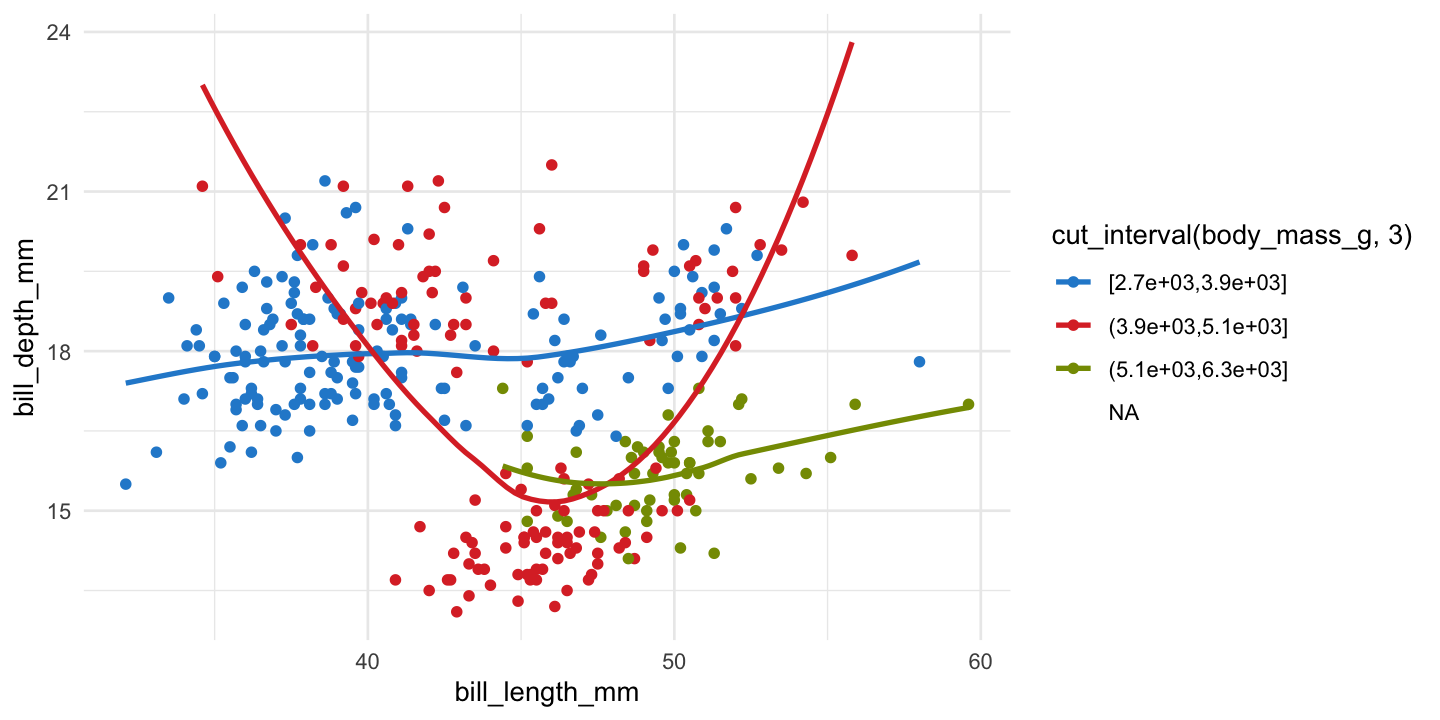 24
21
18
15
bill_depth_mm
40
50
60
bill_length_mm
cut_interval(body_mass_g, 3)
[2.7e+03,3.9e+03]
(3.9e+03,5.1e+03]
(5.1e+03,6.3e+03]
NA